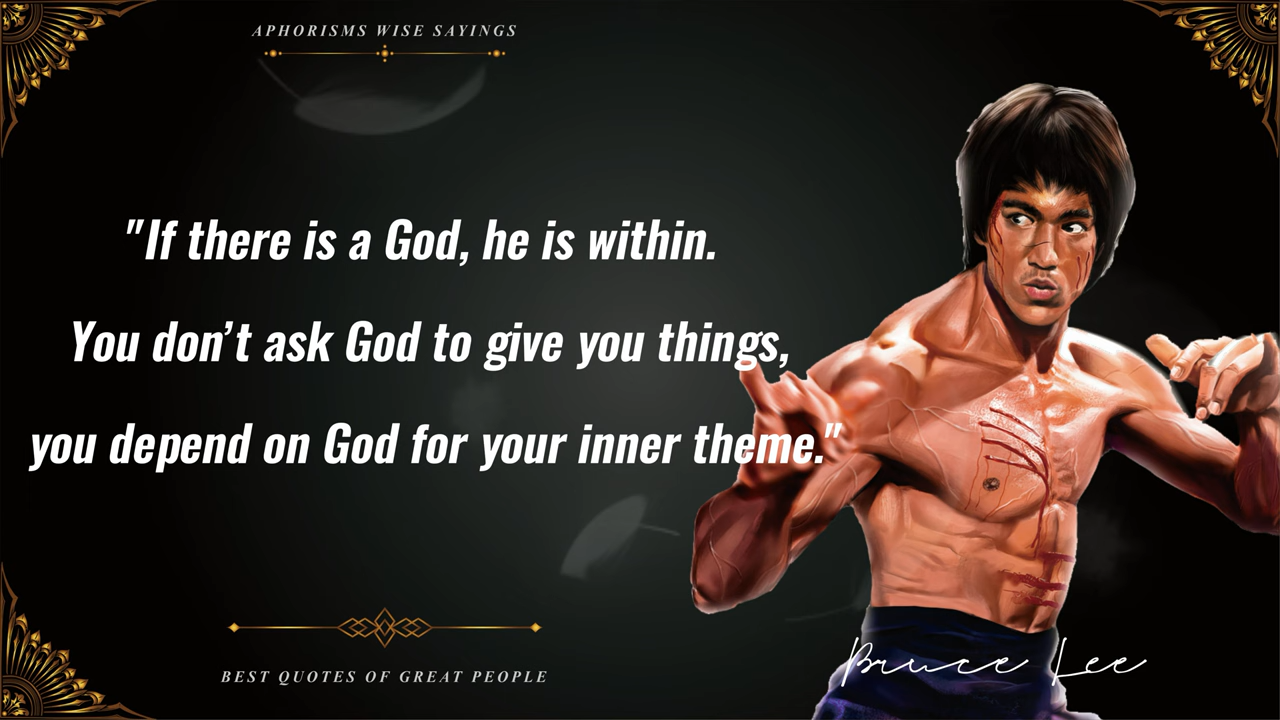 APHORISMS WISE SAYINGS
"If there is a God, he is within.
You don’t ask God to give you things,
you depend on God for your inner theme."
BEST QUOTES OF GREAT PEOPLE
Bruce Lee